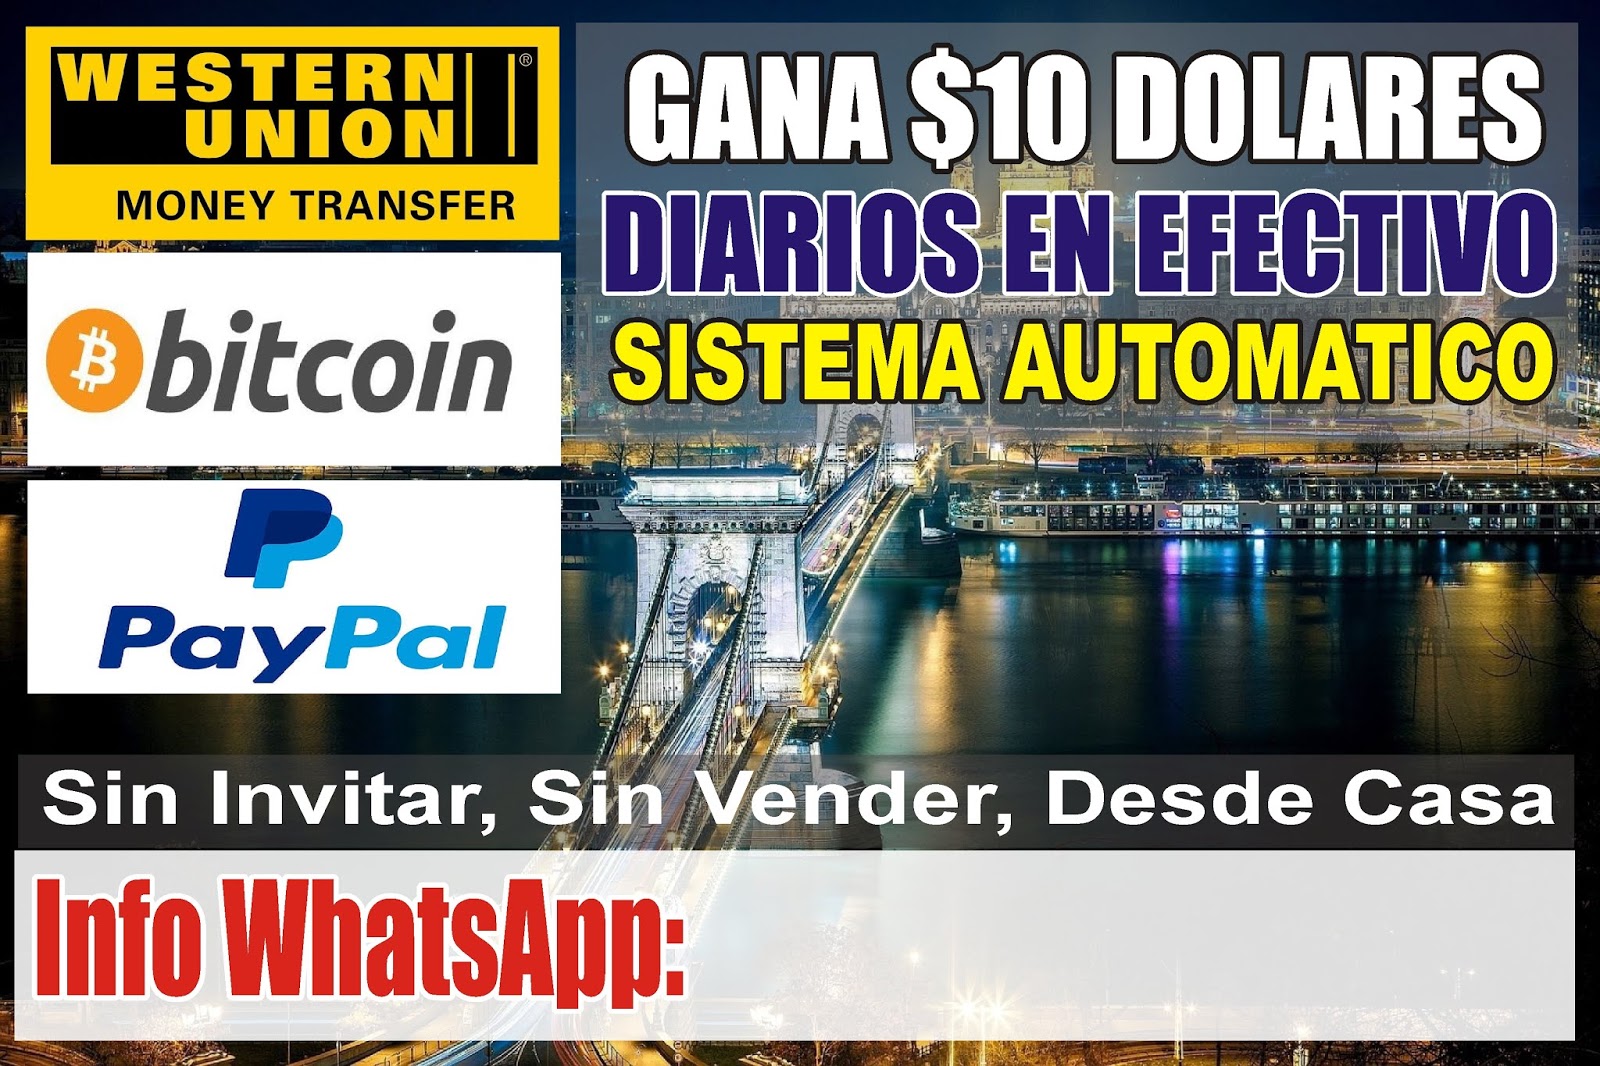 WESTERN
UNION
®
MONEY TRANSFER
bitcoin
PayPal
GANA $10 DOLARES
DIARIOS EN EFECTIVO
SISTEMA AUTOMATICO
Sin Invitar, Sin Vender, Desde Casa
Info WhatsApp: